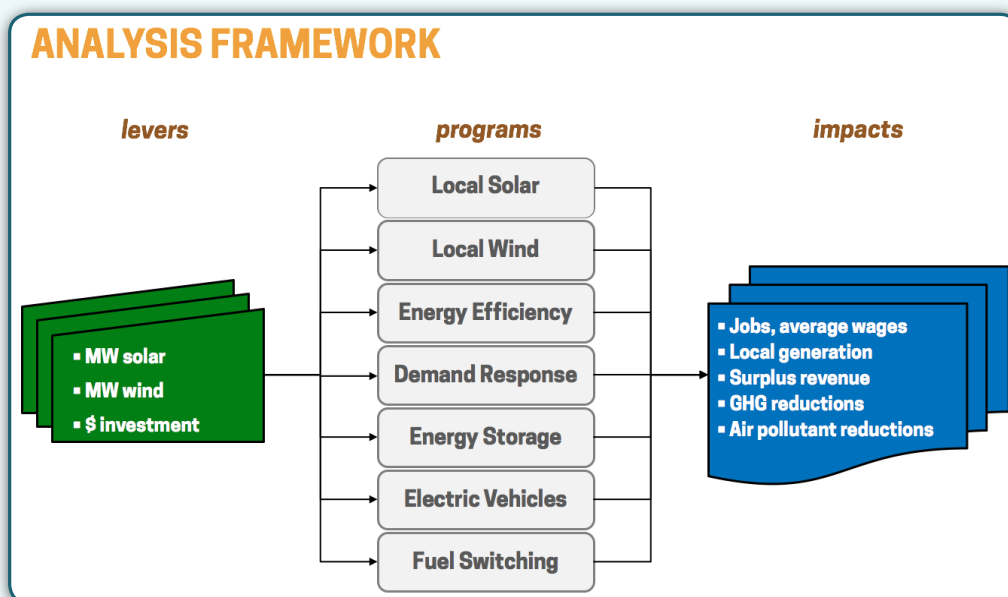 ANALYSIS FRAMEWORK
levers
programs
impacts
▪ MW solar
▪ MW wind
▪ $ investment
Local Solar
Local Wind
Energy Efficiency
Demand Response
Energy Storage
Electric Vehicles
Fuel Switching
▪ Jobs, average wages
▪ Local generation
▪ Surplus revenue
▪ GHG reductions
▪ Air pollutant reductions